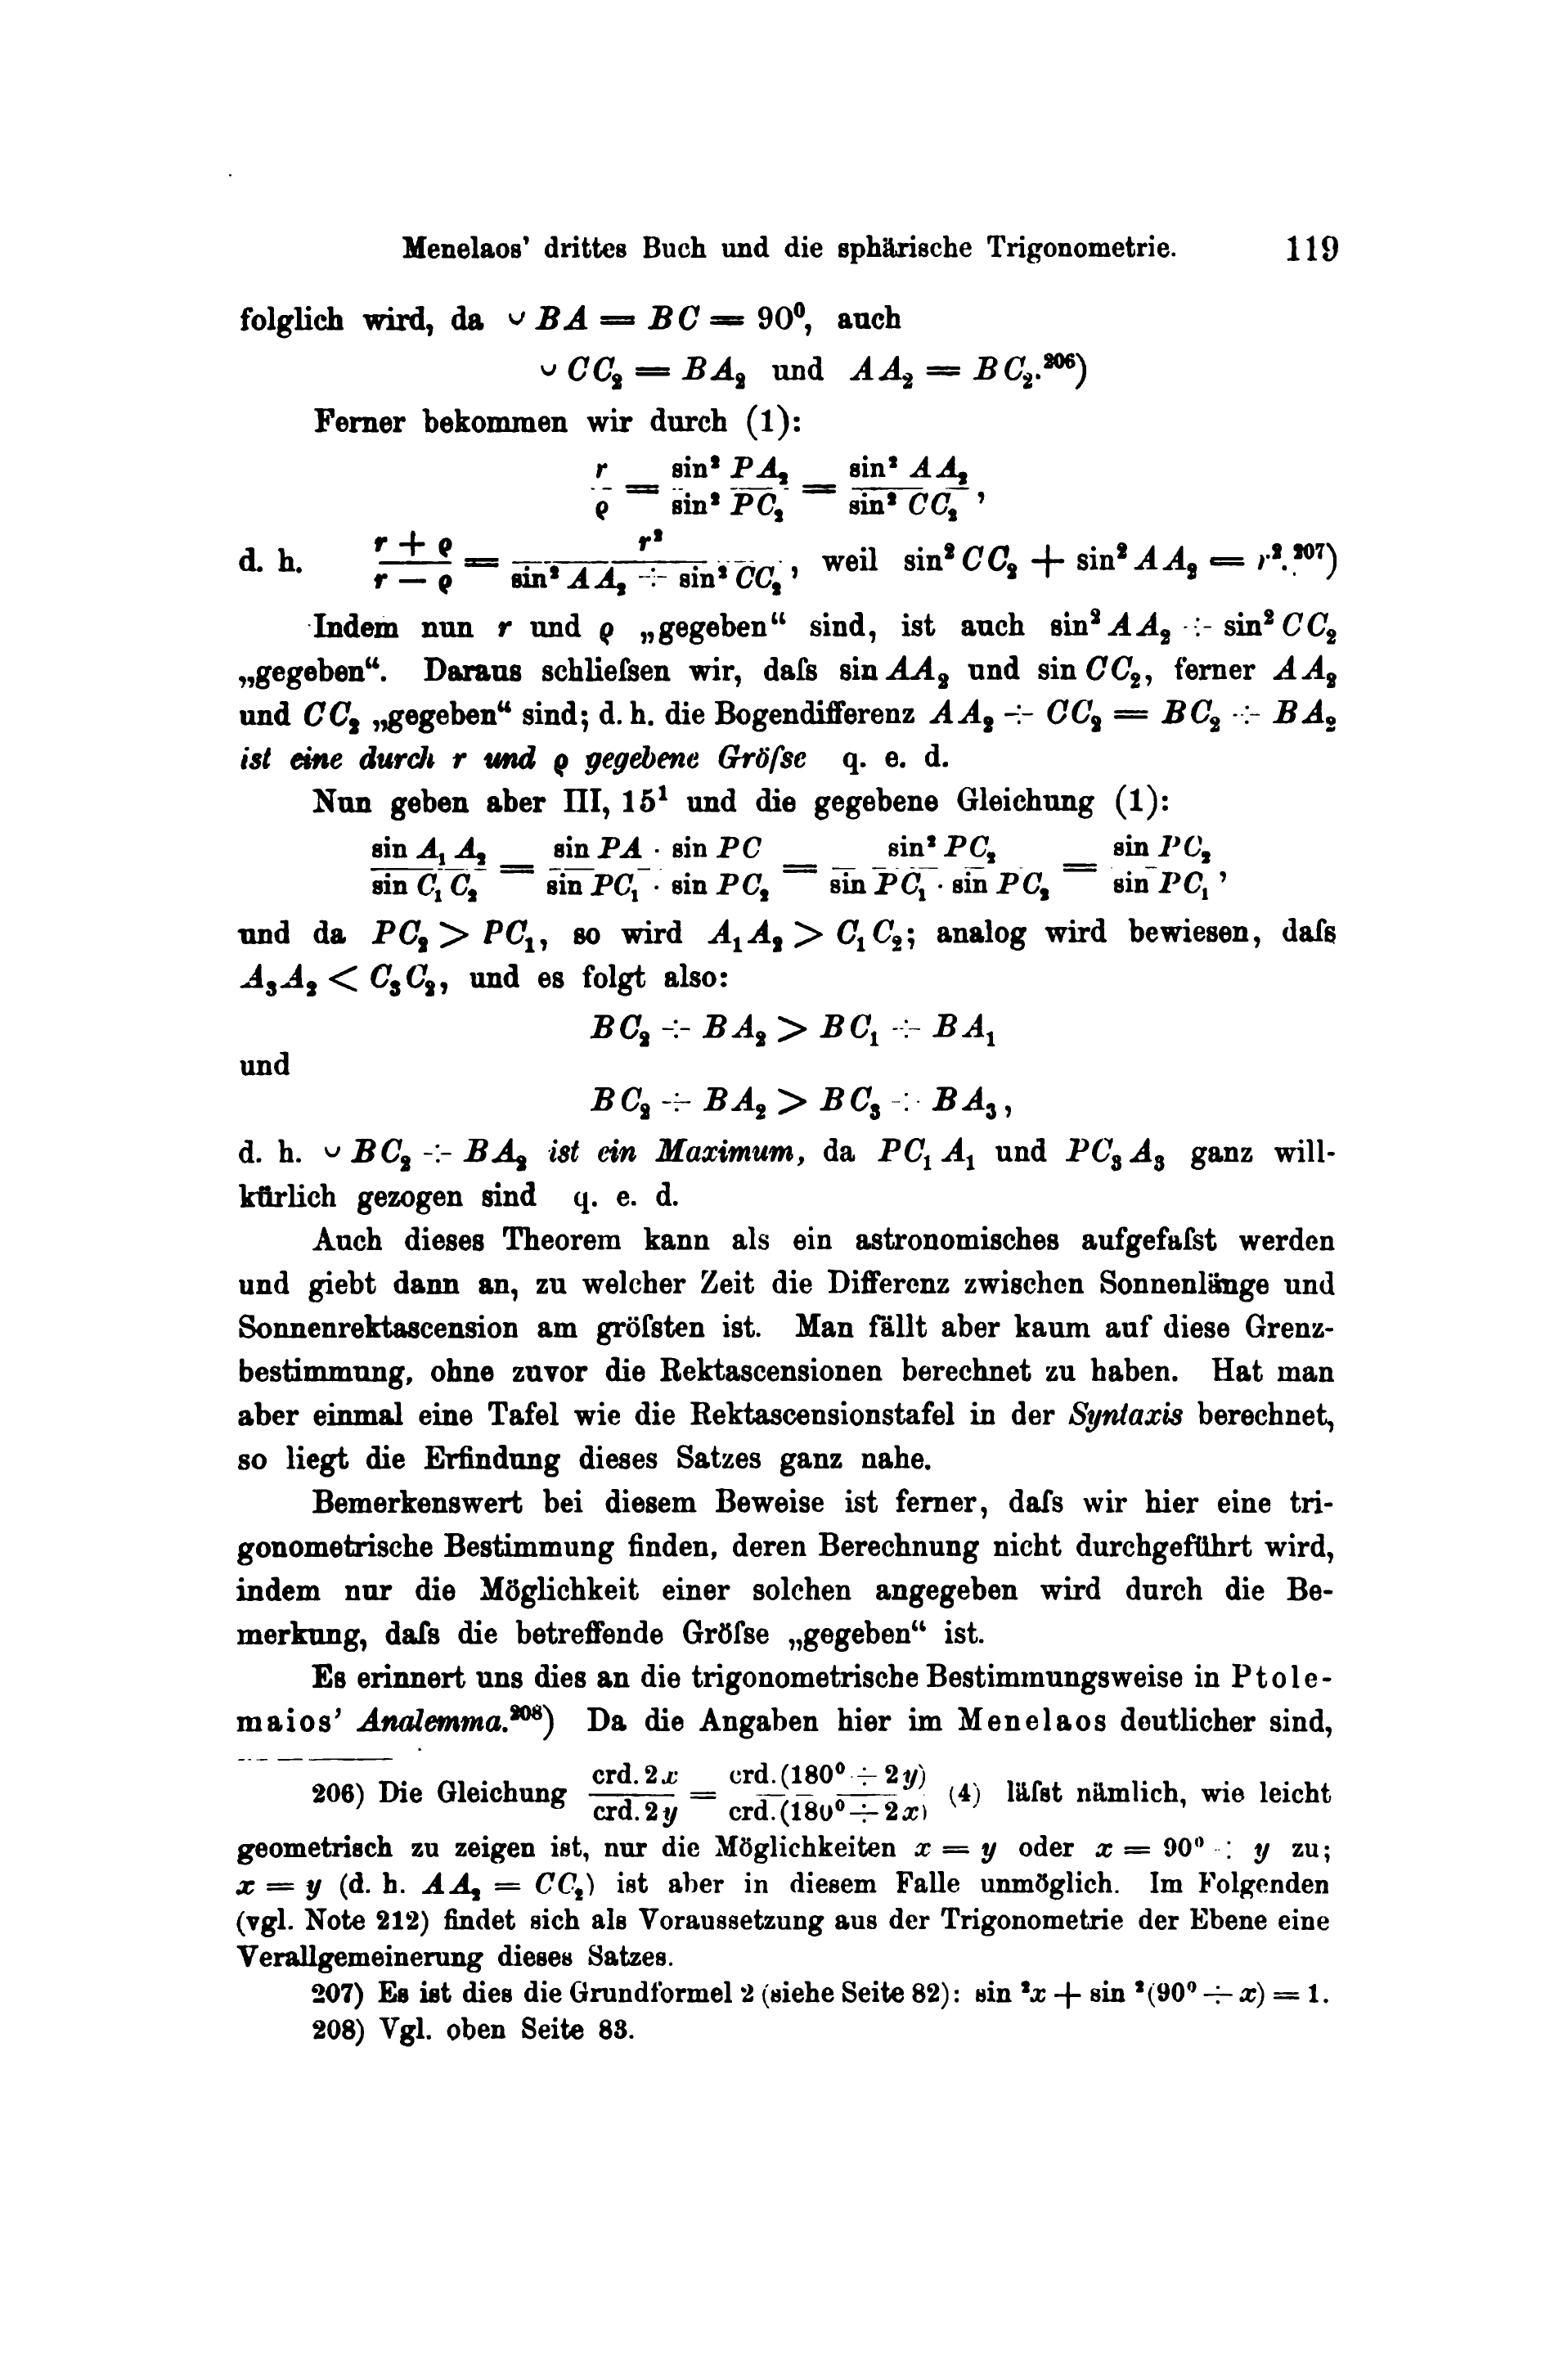 Menelaos' drittes Buch und die sphärische Trigonometrie. 119
folglich wird, da ⌣ BA = BC = 90⁰, auch
⌣ CC₂ = BA₂ und AA₂ = BC₂.²⁰⁶)
Ferner bekommen wir durch (1):
r/ϱ = sin² PA₂/sin² PC₂ = sin² AA₂/sin² CC₂,
d. h. (r + ϱ)/(r − ϱ) = r²/(sin² AA₂ ÷ sin² CC₂), weil sin² CC₂ + sin² AA₂ = r².²⁰⁷)
Indem nun r und ϱ „gegeben“ sind, ist auch sin² AA₂ ÷ sin² CC₂
„gegeben“. Daraus schlieſsen wir, daſs sin AA₂ und sin CC₂, ferner AA₂
und CC₂ „gegeben“ sind; d. h. die Bogendifferenz AA₂ ÷ CC₂ = BC₂ ÷ BA₂
ist eine durch r und ϱ gegebene Gröſse q. e. d.
Nun geben aber III, 15¹ und die gegebene Gleichung (1):
sin A₁A₂/sin C₁C₂ = (sin PA · sin PC)/(sin PC₁ · sin PC₂) = sin² PC₂/(sin PC₁ · sin PC₂) = sin PC₂/sin PC₁,
und da PC₂ > PC₁, so wird A₁A₂ > C₁C₂; analog wird bewiesen, daſs
A₃A₂ < C₃C₂, und es folgt also:
BC₂ ÷ BA₂ > BC₁ ÷ BA₁
und
BC₂ ÷ BA₂ > BC₃ ÷ BA₃,
d. h. ⌣ BC₂ ÷ BA₂ ist ein Maximum, da PC₁A₁ und PC₃A₃ ganz will-
kürlich gezogen sind q. e. d.
Auch dieses Theorem kann als ein astronomisches aufgefaſst werden
und giebt dann an, zu welcher Zeit die Differenz zwischen Sonnenlänge und
Sonnenrektascension am gröſsten ist. Man fällt aber kaum auf diese Grenz-
bestimmung, ohne zuvor die Rektascensionen berechnet zu haben. Hat man
aber einmal eine Tafel wie die Rektascensionstafel in der Syntaxis berechnet,
so liegt die Erfindung dieses Satzes ganz nahe.
Bemerkenswert bei diesem Beweise ist ferner, daſs wir hier eine tri-
gonometrische Bestimmung finden, deren Berechnung nicht durchgeführt wird,
indem nur die Möglichkeit einer solchen angegeben wird durch die Be-
merkung, daſs die betreffende Gröſse „gegeben“ ist.
Es erinnert uns dies an die trigonometrische Bestimmungsweise in Ptole-
maios' Analemma.²⁰⁸) Da die Angaben hier im Menelaos deutlicher sind,
206) Die Gleichung crd. 2x/crd. 2y = crd. (180⁰ ÷ 2y)/crd. (180⁰ ÷ 2x) (4) läſst nämlich, wie leicht
geometrisch zu zeigen ist, nur die Möglichkeiten x = y oder x = 90⁰ ÷ y zu;
x = y (d. h. AA₂ = CC₂) ist aber in diesem Falle unmöglich. Im Folgenden
(vgl. Note 212) findet sich als Voraussetzung aus der Trigonometrie der Ebene eine
Verallgemeinerung dieses Satzes.
207) Es ist dies die Grundformel 2 (siehe Seite 82): sin ²x + sin ²(90⁰ ÷ x) = 1.
208) Vgl. oben Seite 83.